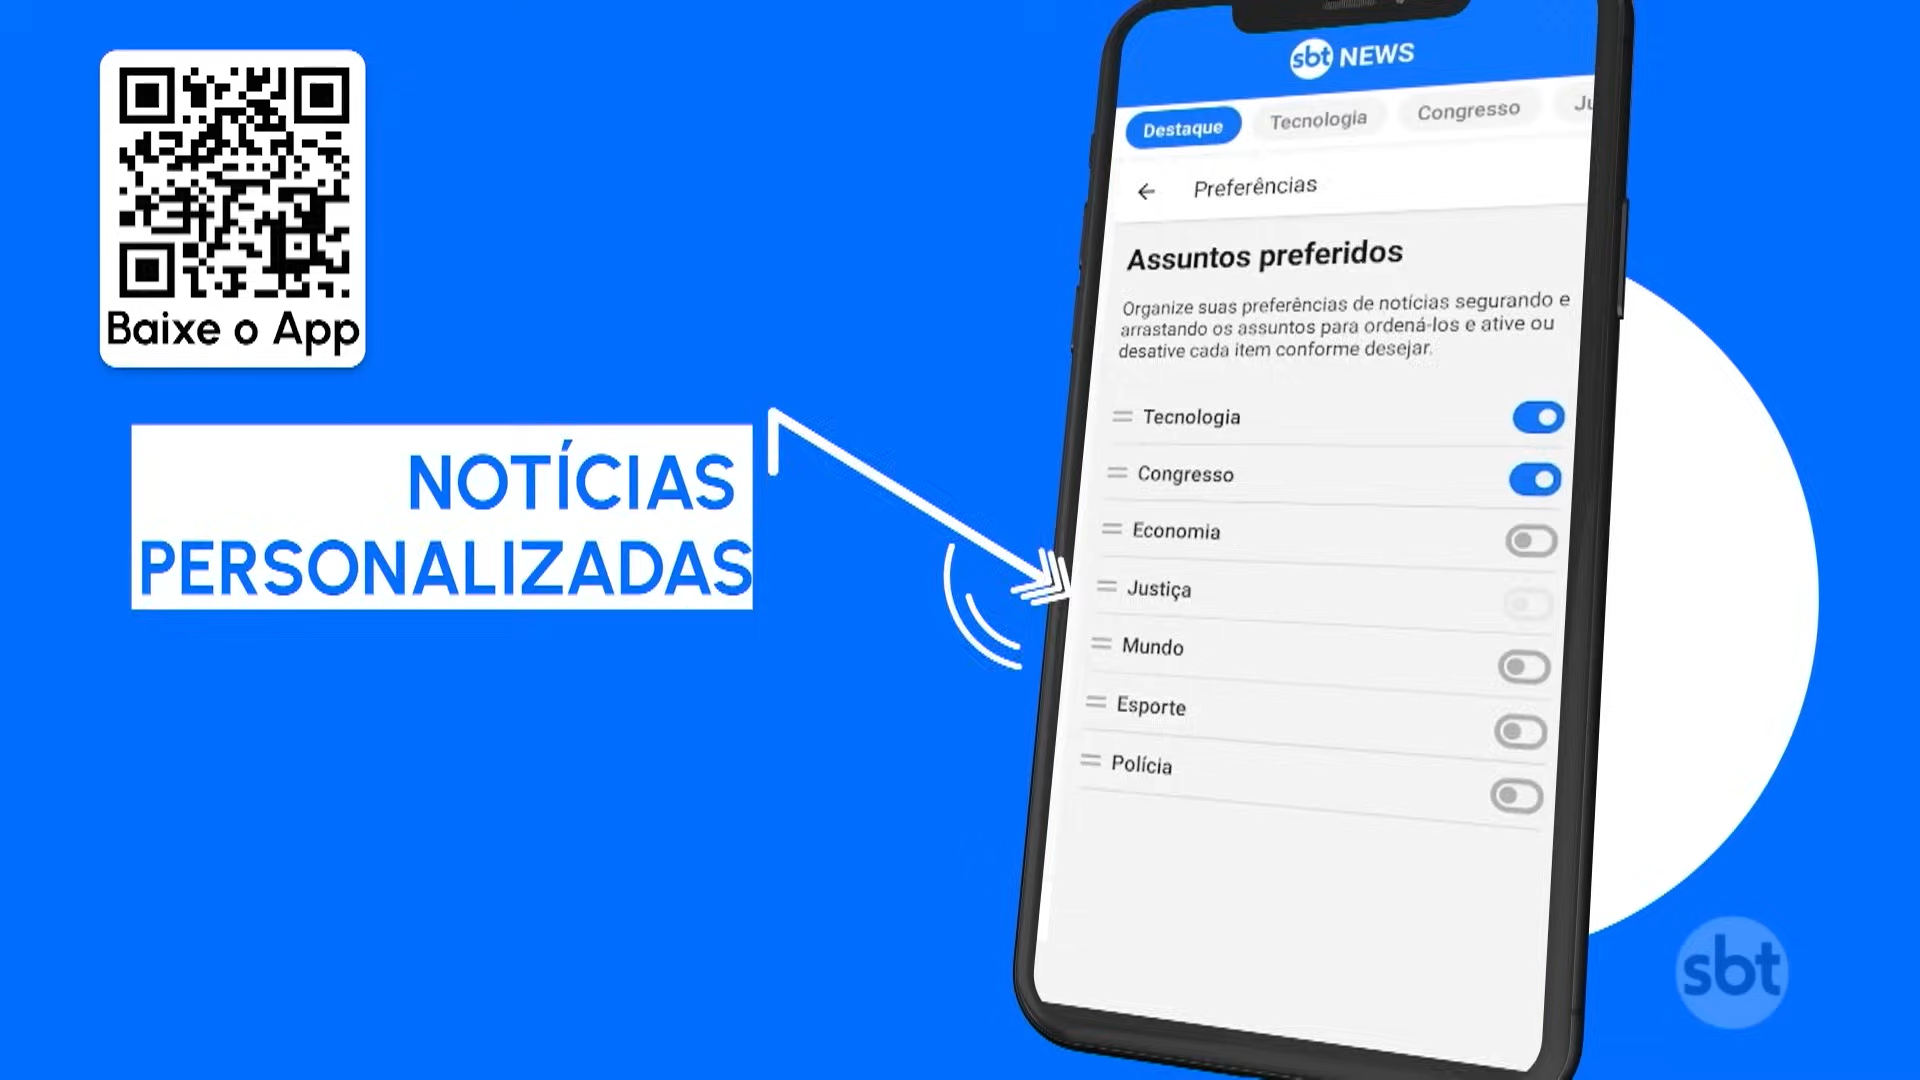 Baixe o App
NOTÍCIAS
PERSONALIZADAS
sbt NEWS
Destaque Tecnologia Congresso Ju
Preferências
Assuntos preferidos
Organize suas preferências de notícias segurando e
arrastando os assuntos para ordená-los e ative ou
desative cada item conforme desejar.
Tecnologia
Congresso
Economia
Justiça
Mundo
Esporte
Polícia
sbt